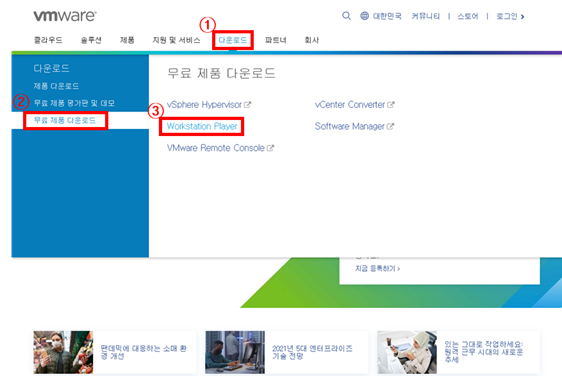 vmware®
대한민국 커뮤니티 | 스토어 | 로그인 >
①
클라우드 솔루션 제품 지원 및 서비스 다운로드 파트너 회사
다운로드
무료 제품 다운로드
제품 다운로드
② 무료 제품 평가판 및 데모
vSphere Hypervisor
vCenter Converter
③
무료 제품 다운로드
Workstation Player
Software Manager
VMware Remote Console
지금 등록하기 >
팬데믹에 대응하는 소매 환
경 개선
2021년 5대 엔터프라이즈
기술 전망
있는 그대로 작업하세요:
원격 근무 시대의 새로운
추세